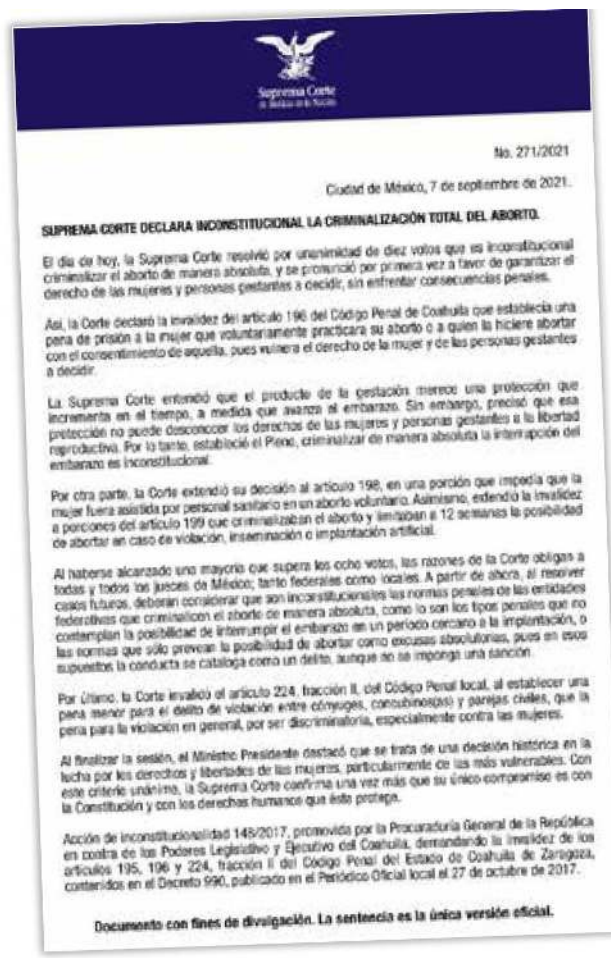 Suprema Corte
de Justicia de la Nación
No. 271/2021
Ciudad de México, 7 de septiembre de 2021.
SUPREMA CORTE DECLARA INCONSTITUCIONAL LA CRIMINALIZACIÓN TOTAL DEL ABORTO.
El día de hoy, la Suprema Corte resolvió por unanimidad de diez votos que es inconstitucional
criminalizar el aborto de manera absoluta, y se pronunció por primera vez a favor de garantizar el
derecho de las mujeres y personas gestantes a decidir, sin enfrentar consecuencias penales.
Así, la Corte declaró la invalidez del artículo 196 del Código Penal de Coahuila que establecía una
pena de prisión a la mujer que voluntariamente practicara su aborto o a quien la hiciere abortar
con el consentimiento de aquella, pues vulnera el derecho de la mujer y de las personas gestantes
a decidir.
La Suprema Corte entendió que el producto de la gestación merece una protección que
incrementa en el tiempo, a medida que avanza el embarazo. Sin embargo, precisó que esa
protección no puede desconocer los derechos de las mujeres y personas gestantes a la libertad
reproductiva. Por lo tanto, estableció el Pleno, criminalizar de manera absoluta la interrupción del
embarazo es inconstitucional.
Por otra parte, la Corte extendió su decisión al artículo 198, en una porción que impedía que la
mujer fuera asistida por personal sanitario en un aborto voluntario. Asimismo, extendió la invalidez
a porciones del artículo 199 que criminalizaban el aborto y limitaban a 12 semanas la posibilidad
de abortar en caso de violación, inseminación o implantación artificial.
Al haberse alcanzado una mayoría que supera los ocho votos, las razones de la Corte obligan a
todas y todos los jueces de México; tanto federales como locales. A partir de ahora, al resolver
casos futuros, deberán considerar que son inconstitucionales las normas penales de las entidades
federativas que criminalicen el aborto de manera absoluta, como lo son los tipos penales que no
contemplan la posibilidad de interrumpir el embarazo en un periodo cercano a la implantación, o
las normas que sólo prevean la posibilidad de abortar como excusas absolutorias, pues en esos
supuestos la conducta se cataloga como un delito, aunque no se imponga una sanción.
Por último, la Corte invalidó el artículo 224, fracción II, del Código Penal local, al establecer una
pena menor para el delito de violación entre cónyuges, concubinos(as) y parejas civiles, que la
pena para la violación en general, por ser discriminatoria, especialmente contra las mujeres.
Al finalizar la sesión, el Ministro Presidente destacó que se trata de una decisión histórica en la
lucha por los derechos y libertades de las mujeres, particularmente de las más vulnerables. Con
este criterio unánime, la Suprema Corte confirma una vez más que su único compromiso es con
la Constitución y con los derechos humanos que ésta protege.
Acción de inconstitucionalidad 148/2017, promovida por la Procuraduría General de la República
en contra de los Poderes Legislativo y Ejecutivo del Coahuila, demandando la invalidez de los
artículos 195, 196 y 224, fracción II del Código Penal del Estado de Coahuila de Zaragoza,
contenidos en el Decreto 990, publicado en el Periódico Oficial local el 27 de octubre de 2017.
Documento con fines de divulgación. La sentencia es la única versión oficial.